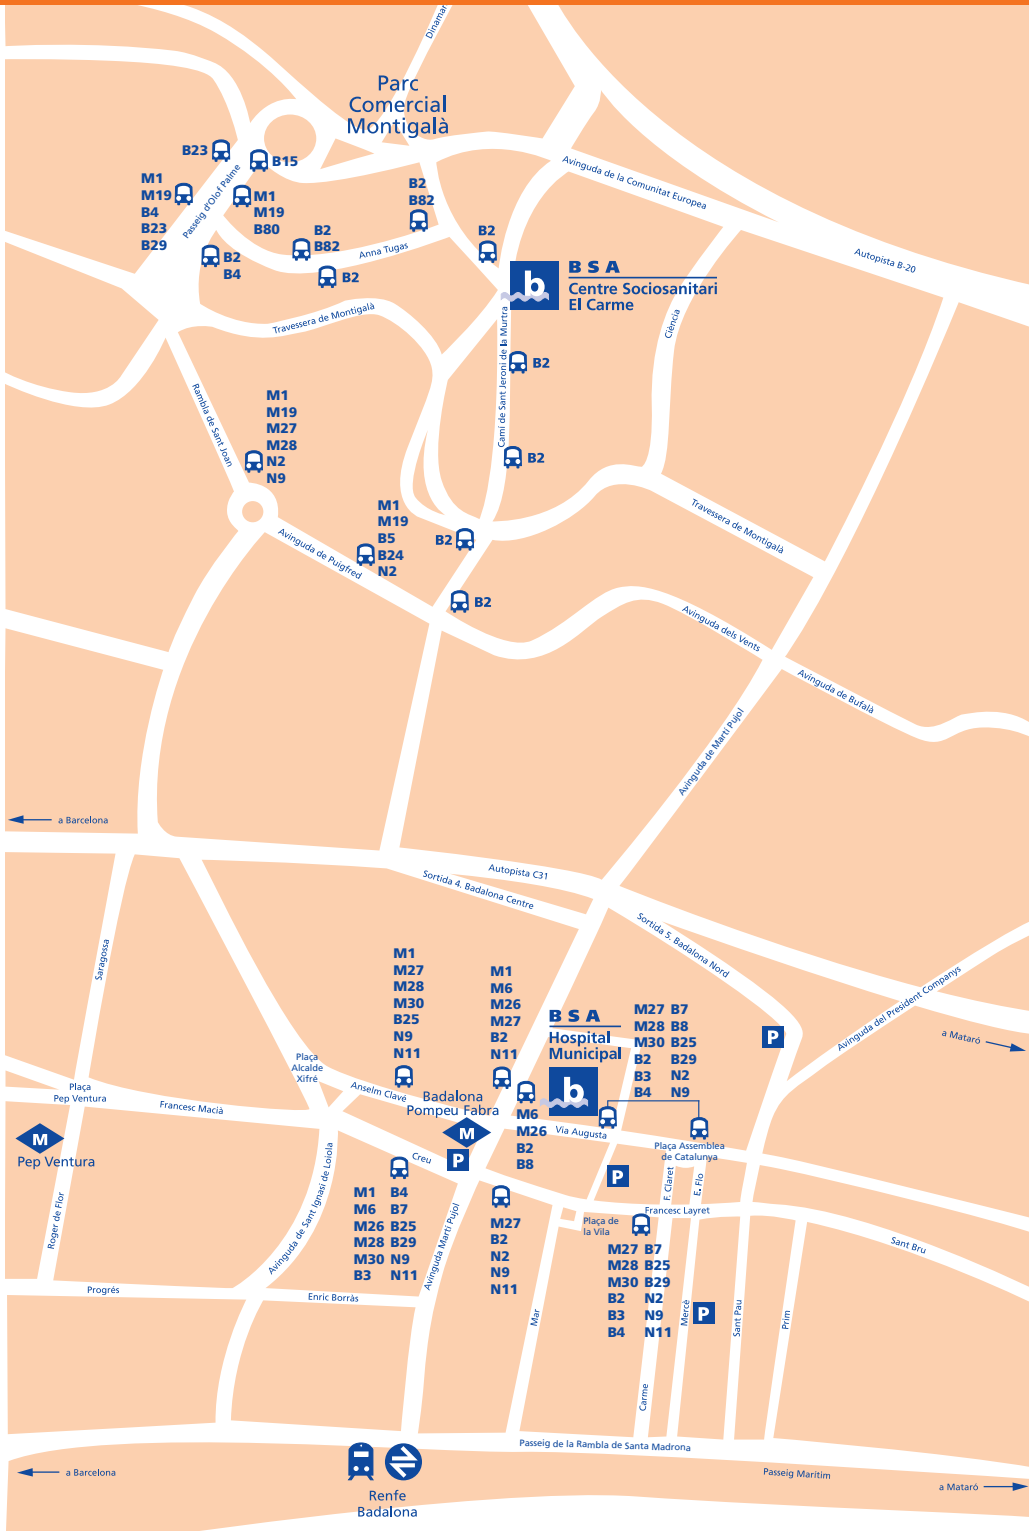 Dinamarca
Parc
Comercial
Montigalà
B23
B15
Avinguda de la Comunitat Europea
M1
M19
B4
B23
B29
Passeig d'Olof Palme
M1
M19
B80
B2
B82
B2
B82
B2
Anna Tugas
Autopista B-20
B2
B4
B2
b
BSA
Centre Sociosanitari
El Carme
Travessera de Montigalà
Ciència
Camí de Sant Jeroni de la Murtra
B2
Rambla de Sant Joan
M1
M19
M27
M28
N2
N9
B2
M1
M19
B5
B24
N2
B2
Travessera de Montigalà
Avinguda de Puigfred
B2
Avinguda dels Vents
Avinguda de Bufalà
Avinguda de Martí Pujol
a Barcelona
Autopista C31
Sortida 4. Badalona Centre
Sortida 5. Badalona Nord
Saragossa
M1
M27
M28
M30
B25
N9
N11
M1
M6
M26
M27
B2
N11
BSA
Hospital
Municipal
b
M27 B7
M28 B8
M30 B25
B2 B29
B3 N2
B4 N9
P
Avinguda del President Companys
a Mataró
Plaça
Alcalde
Xifré
Plaça
Pep Ventura
Francesc Macià
Anselm Clavé
Badalona
Pompeu Fabra
M
P
M6
M26
B2
B8
Via Augusta
Plaça Assemblea
de Catalunya
M
Pep Ventura
Creu
P
F. Claret
E. Flo
Roger de Flor
Avinguda de Sant Ignasi de Loiola
M1 B4
M6 B7
M26 B25
M28 B29
M30 N9
B3 N11
Avinguda Martí Pujol
M27
B2
N2
N9
N11
Plaça de
la Vila
Francesc Layret
Sant Bru
M27 B7
M28 B25
M30 B29
B2 N2
B3 N9
B4 N11
Progrés
Enric Borràs
Mar
Mercè
P
Sant Pau
Prim
Carme
Passeig de la Rambla de Santa Madrona
a Barcelona
Renfe
Badalona
Passeig Marítim
a Mataró